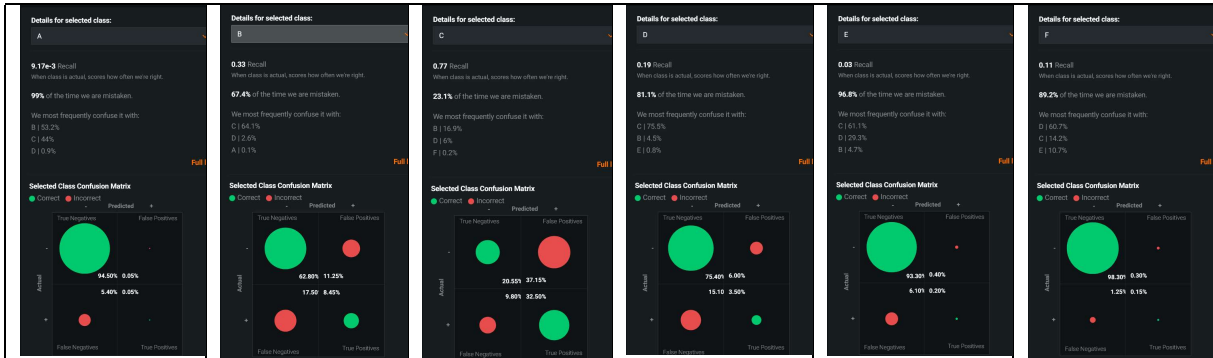 Details for selected class:
A
9.17e-3 Recall
When class is actual, scores how often we're right.
99% of the time we are mistaken.
We most frequently confuse it with:
B | 53.2%
C | 44%
D | 0.9%
Full l
Selected Class Confusion Matrix
Correct Incorrect
- Predicted +
True Negatives False Positives
-
94.50% 0.05%
Actual
5.40% 0.05%
+
False Negatives True Positives
Details for selected class:
B
0.33 Recall
When class is actual, scores how often we're right.
67.4% of the time we are mistaken.
We most frequently confuse it with:
C | 64.1%
D | 2.6%
A | 0.1%
Full l
Selected Class Confusion Matrix
Correct Incorrect
- Predicted +
True Negatives False Positives
-
62.80% 11.25%
Actual
17.50% 8.45%
+
False Negatives True Positives
Details for selected class:
C
0.77 Recall
When class is actual, scores how often we're right.
23.1% of the time we are mistaken.
We most frequently confuse it with:
B | 16.9%
D | 6%
F | 0.2%
Full l
Selected Class Confusion Matrix
Correct Incorrect
- Predicted +
True Negatives False Positives
-
20.55% 37.15%
Actual
9.80% 32.50%
+
False Negatives True Positives
Details for selected class:
D
0.19 Recall
When class is actual, scores how often we're right.
81.1% of the time we are mistaken.
We most frequently confuse it with:
C | 75.5%
B | 4.5%
E | 0.8%
Full l
Selected Class Confusion Matrix
Correct Incorrect
- Predicted +
True Negatives False Positives
-
75.40% 6.00%
Actual
15.10 3.50%
+
False Negatives True Positives
Details for selected class:
E
0.03 Recall
When class is actual, scores how often we're right.
96.8% of the time we are mistaken.
We most frequently confuse it with:
C | 61.1%
D | 29.3%
B | 4.7%
Full l
Selected Class Confusion Matrix
Correct Incorrect
- Predicted +
True Negatives False Positives
-
93.30% 0.40%
Actual
6.10% 0.20%
+
False Negatives True Positives
Details for selected class:
F
0.11 Recall
When class is actual, scores how often we're right.
89.2% of the time we are mistaken.
We most frequently confuse it with:
D | 60.7%
C | 14.2%
E | 10.7%
Full l
Selected Class Confusion Matrix
Correct Incorrect
- Predicted +
True Negatives False Positives
-
98.30% 0.30%
Actual
1.25% 0.15%
+
False Negatives True Positives